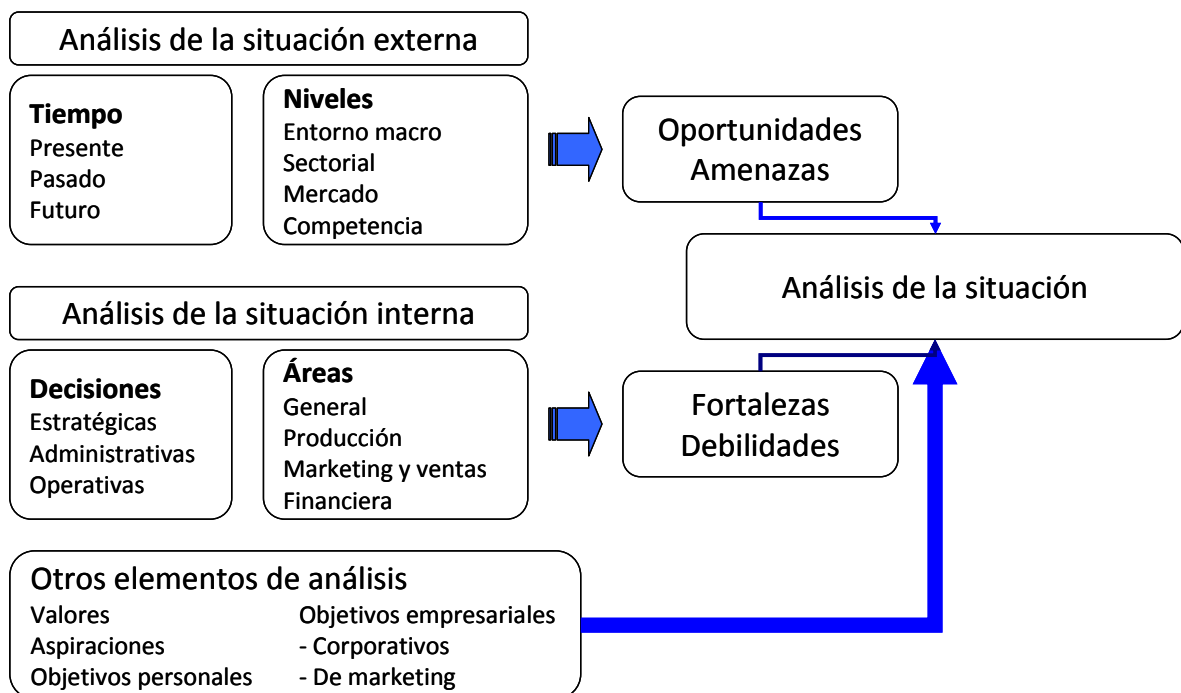 Análisis de la situación externa
Tiempo
Presente
Pasado
Futuro
Niveles
Entorno macro
Sectorial
Mercado
Competencia
Oportunidades
Amenazas
Análisis de la situación
Análisis de la situación interna
Decisiones
Estratégicas
Administrativas
Operativas
Áreas
General
Producción
Marketing y ventas
Financiera
Fortalezas
Debilidades
Otros elementos de análisis
Valores
Aspiraciones
Objetivos personales
Objetivos empresariales
- Corporativos
- De marketing